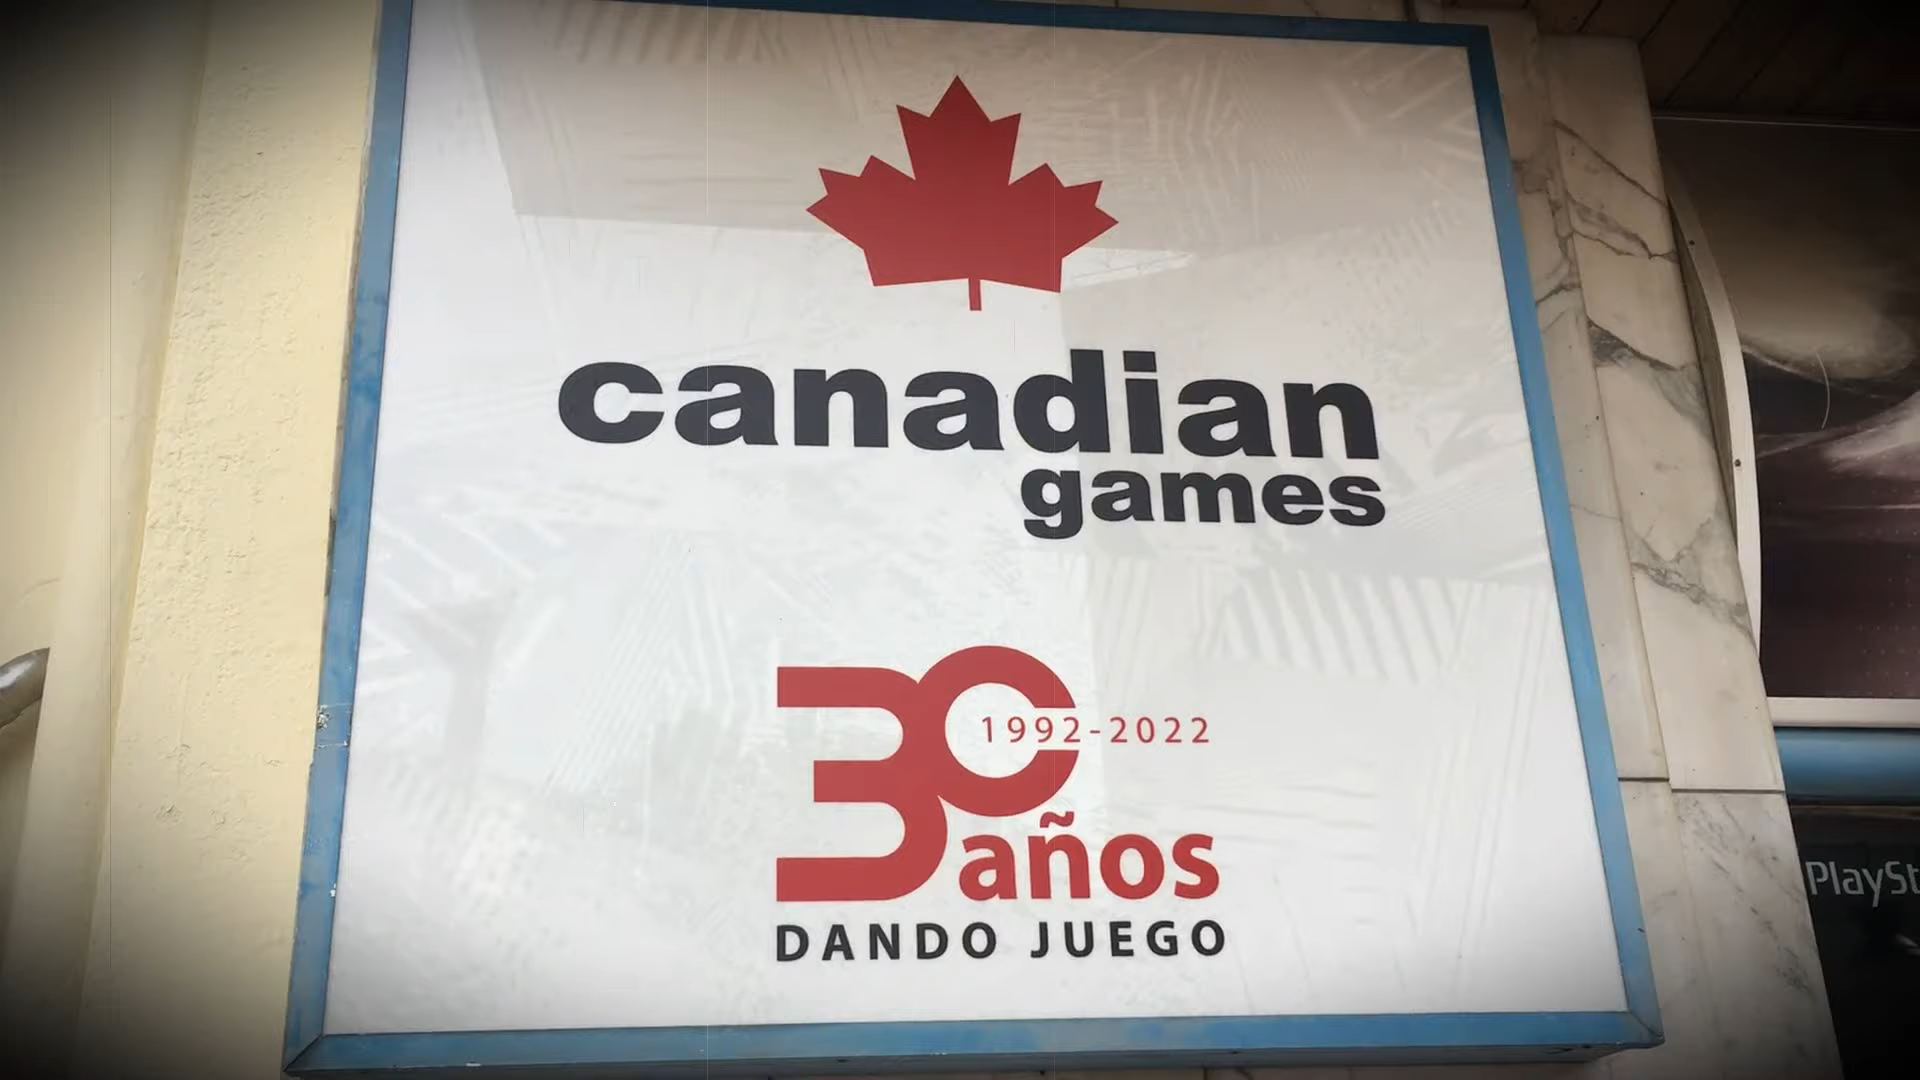 canadian
games
30
1992-2022
años
DANDO JUEGO
PlaySt